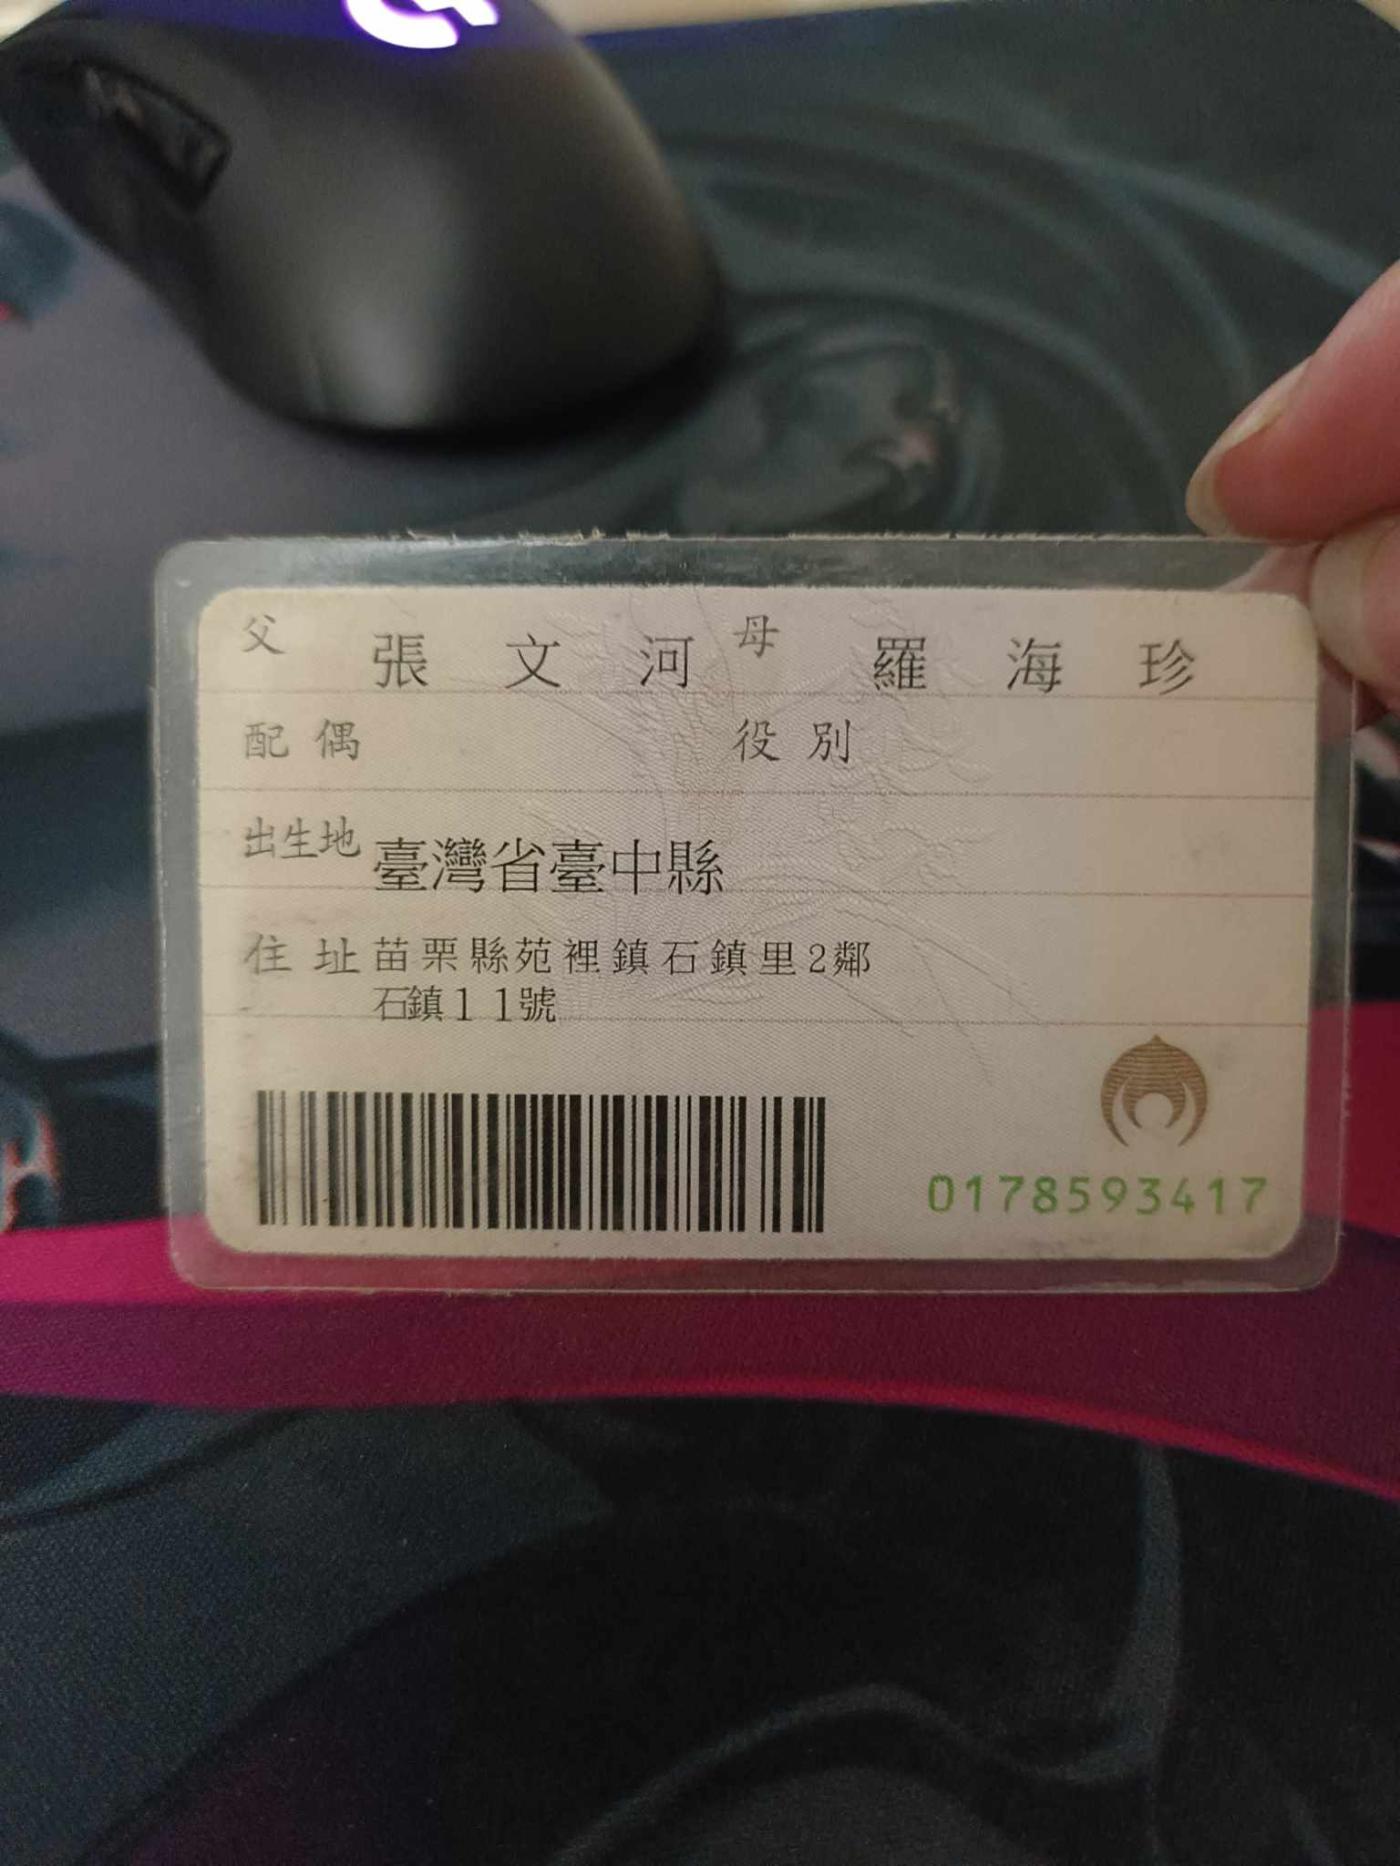 父 張文河 母 羅海珍
配偶 役別
出生地 臺灣省臺中縣
住址 苗栗縣苑裡鎮石鎮里2鄰
石鎮11號
0178593417